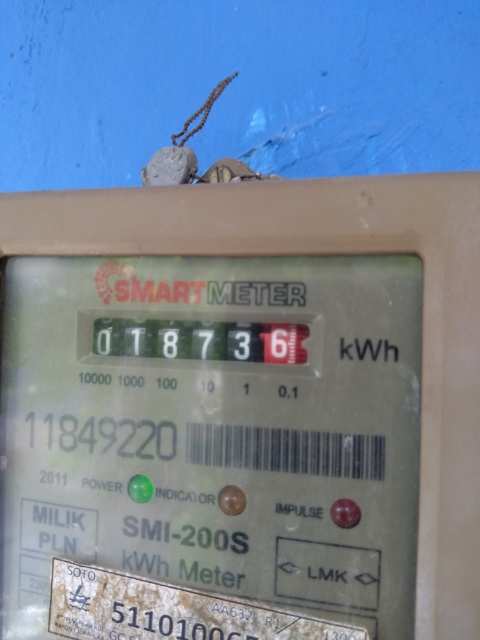 SMARTMETER
018736 kWh
10000 1000 100 10 1 0.1
11849220
2011 POWER INDICATOR IMPULSE
MILIK
PLN
SMI-200S
kWh Meter
LMK
SOTO